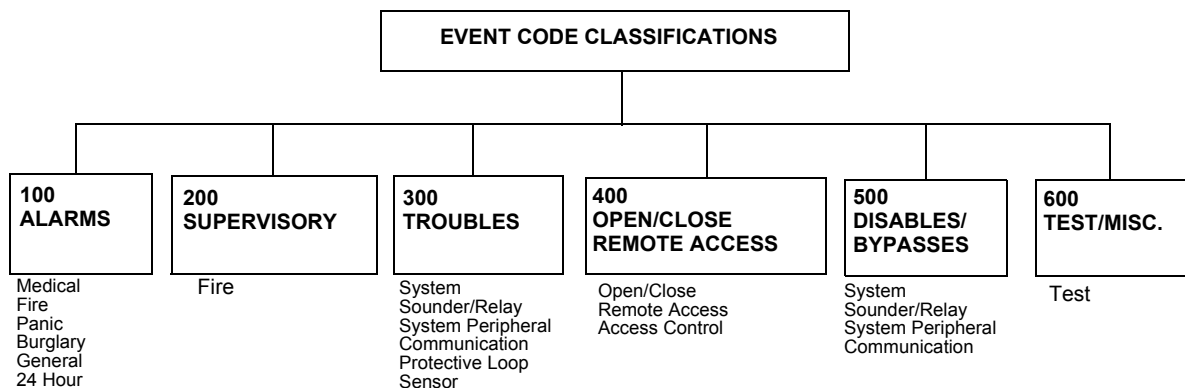 EVENT CODE CLASSIFICATIONS
100
ALARMS
Medical
Fire
Panic
Burglary
General
24 Hour
200
SUPERVISORY
Fire
300
TROUBLES
System
Sounder/Relay
System Peripheral
Communication
Protective Loop
Sensor
400
OPEN/CLOSE
REMOTE ACCESS
Open/Close
Remote Access
Access Control
500
DISABLES/
BYPASSES
System
Sounder/Relay
System Peripheral
Communication
600
TEST/MISC.
Test